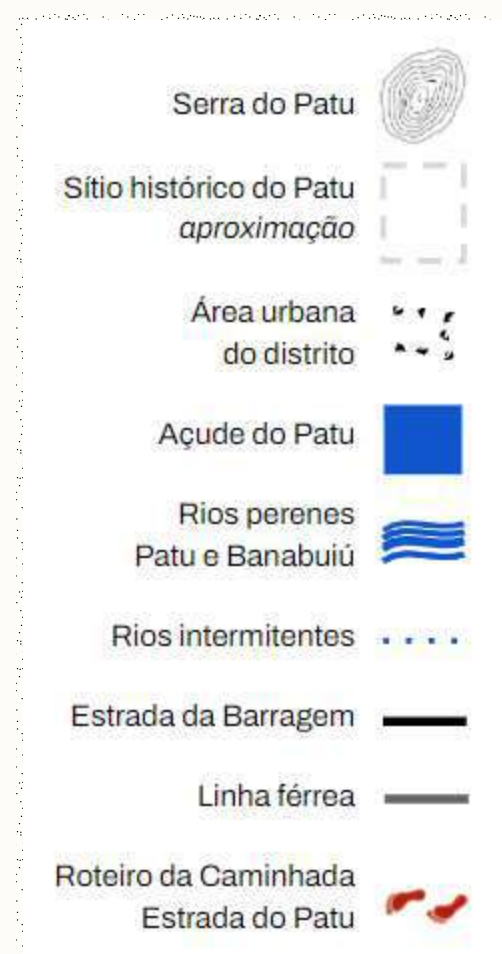 Serra do Patu
Sítio histórico do Patu
aproximação
Área urbana
do distrito
Açude do Patu
Rios perenes
Patu e Banabuiú
Rios intermitentes
Estrada da Barragem
Linha férrea
Roteiro da Caminhada
Estrada do Patu